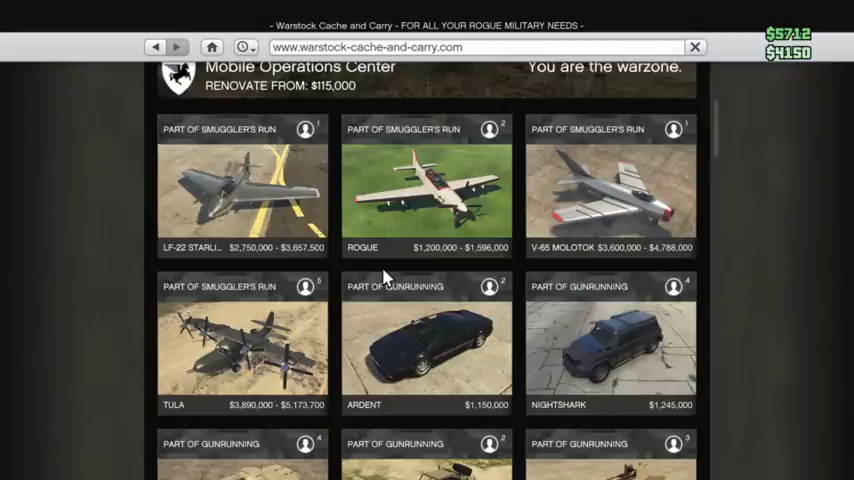 - Warstock Cache and Carry - FOR ALL YOUR ROGUE MILITARY NEEDS -
$5712
$4150
www.warstock-cache-and-carry.com
Mobile Operations Center
You are the warzone.
RENOVATE FROM: $115,000
PART OF SMUGGLER'S RUN 1
PART OF SMUGGLER'S RUN 2
PART OF SMUGGLER'S RUN 1
LF-22 STARLI... $2,750,000 - $3,657,500
ROGUE $1,200,000 - $1,596,000
V-65 MOLOTOK $3,600,000 - $4,788,000
PART OF SMUGGLER'S RUN 5
PART OF GUNRUNNING 2
PART OF GUNRUNNING 4
TULA $3,890,000 - $5,173,700
ARDENT $1,150,000
NIGHTSHARK $1,245,000
PART OF GUNRUNNING 4
PART OF GUNRUNNING 2
PART OF GUNRUNNING 3